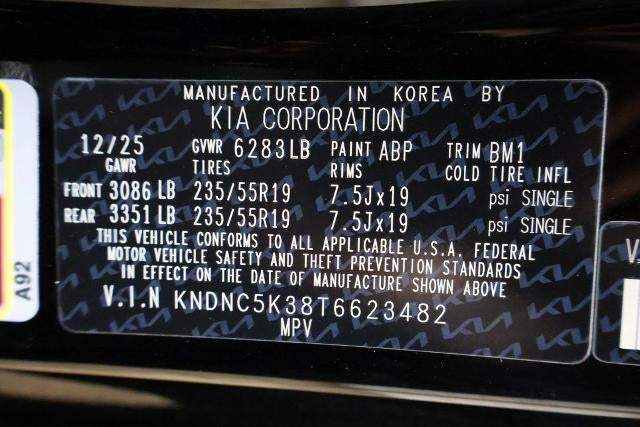 MANUFACTURED IN KOREA BY
KIA CORPORATION
12/25 GVWR 6283LB PAINT ABP TRIM BM1
GAWR TIRES RIMS COLD TIRE INFL
FRONT 3086 LB 235/55R19 7.5Jx19 psi SINGLE
REAR 3351 LB 235/55R19 7.5Jx19 psi SINGLE
THIS VEHICLE CONFORMS TO ALL APPLICABLE U.S.A. FEDERAL
MOTOR VEHICLE SAFETY AND THEFT PREVENTION STANDARDS
IN EFFECT ON THE DATE OF MANUFACTURE SHOWN ABOVE
V.I.N KNDNC5K38T6623482
MPV
A92
V